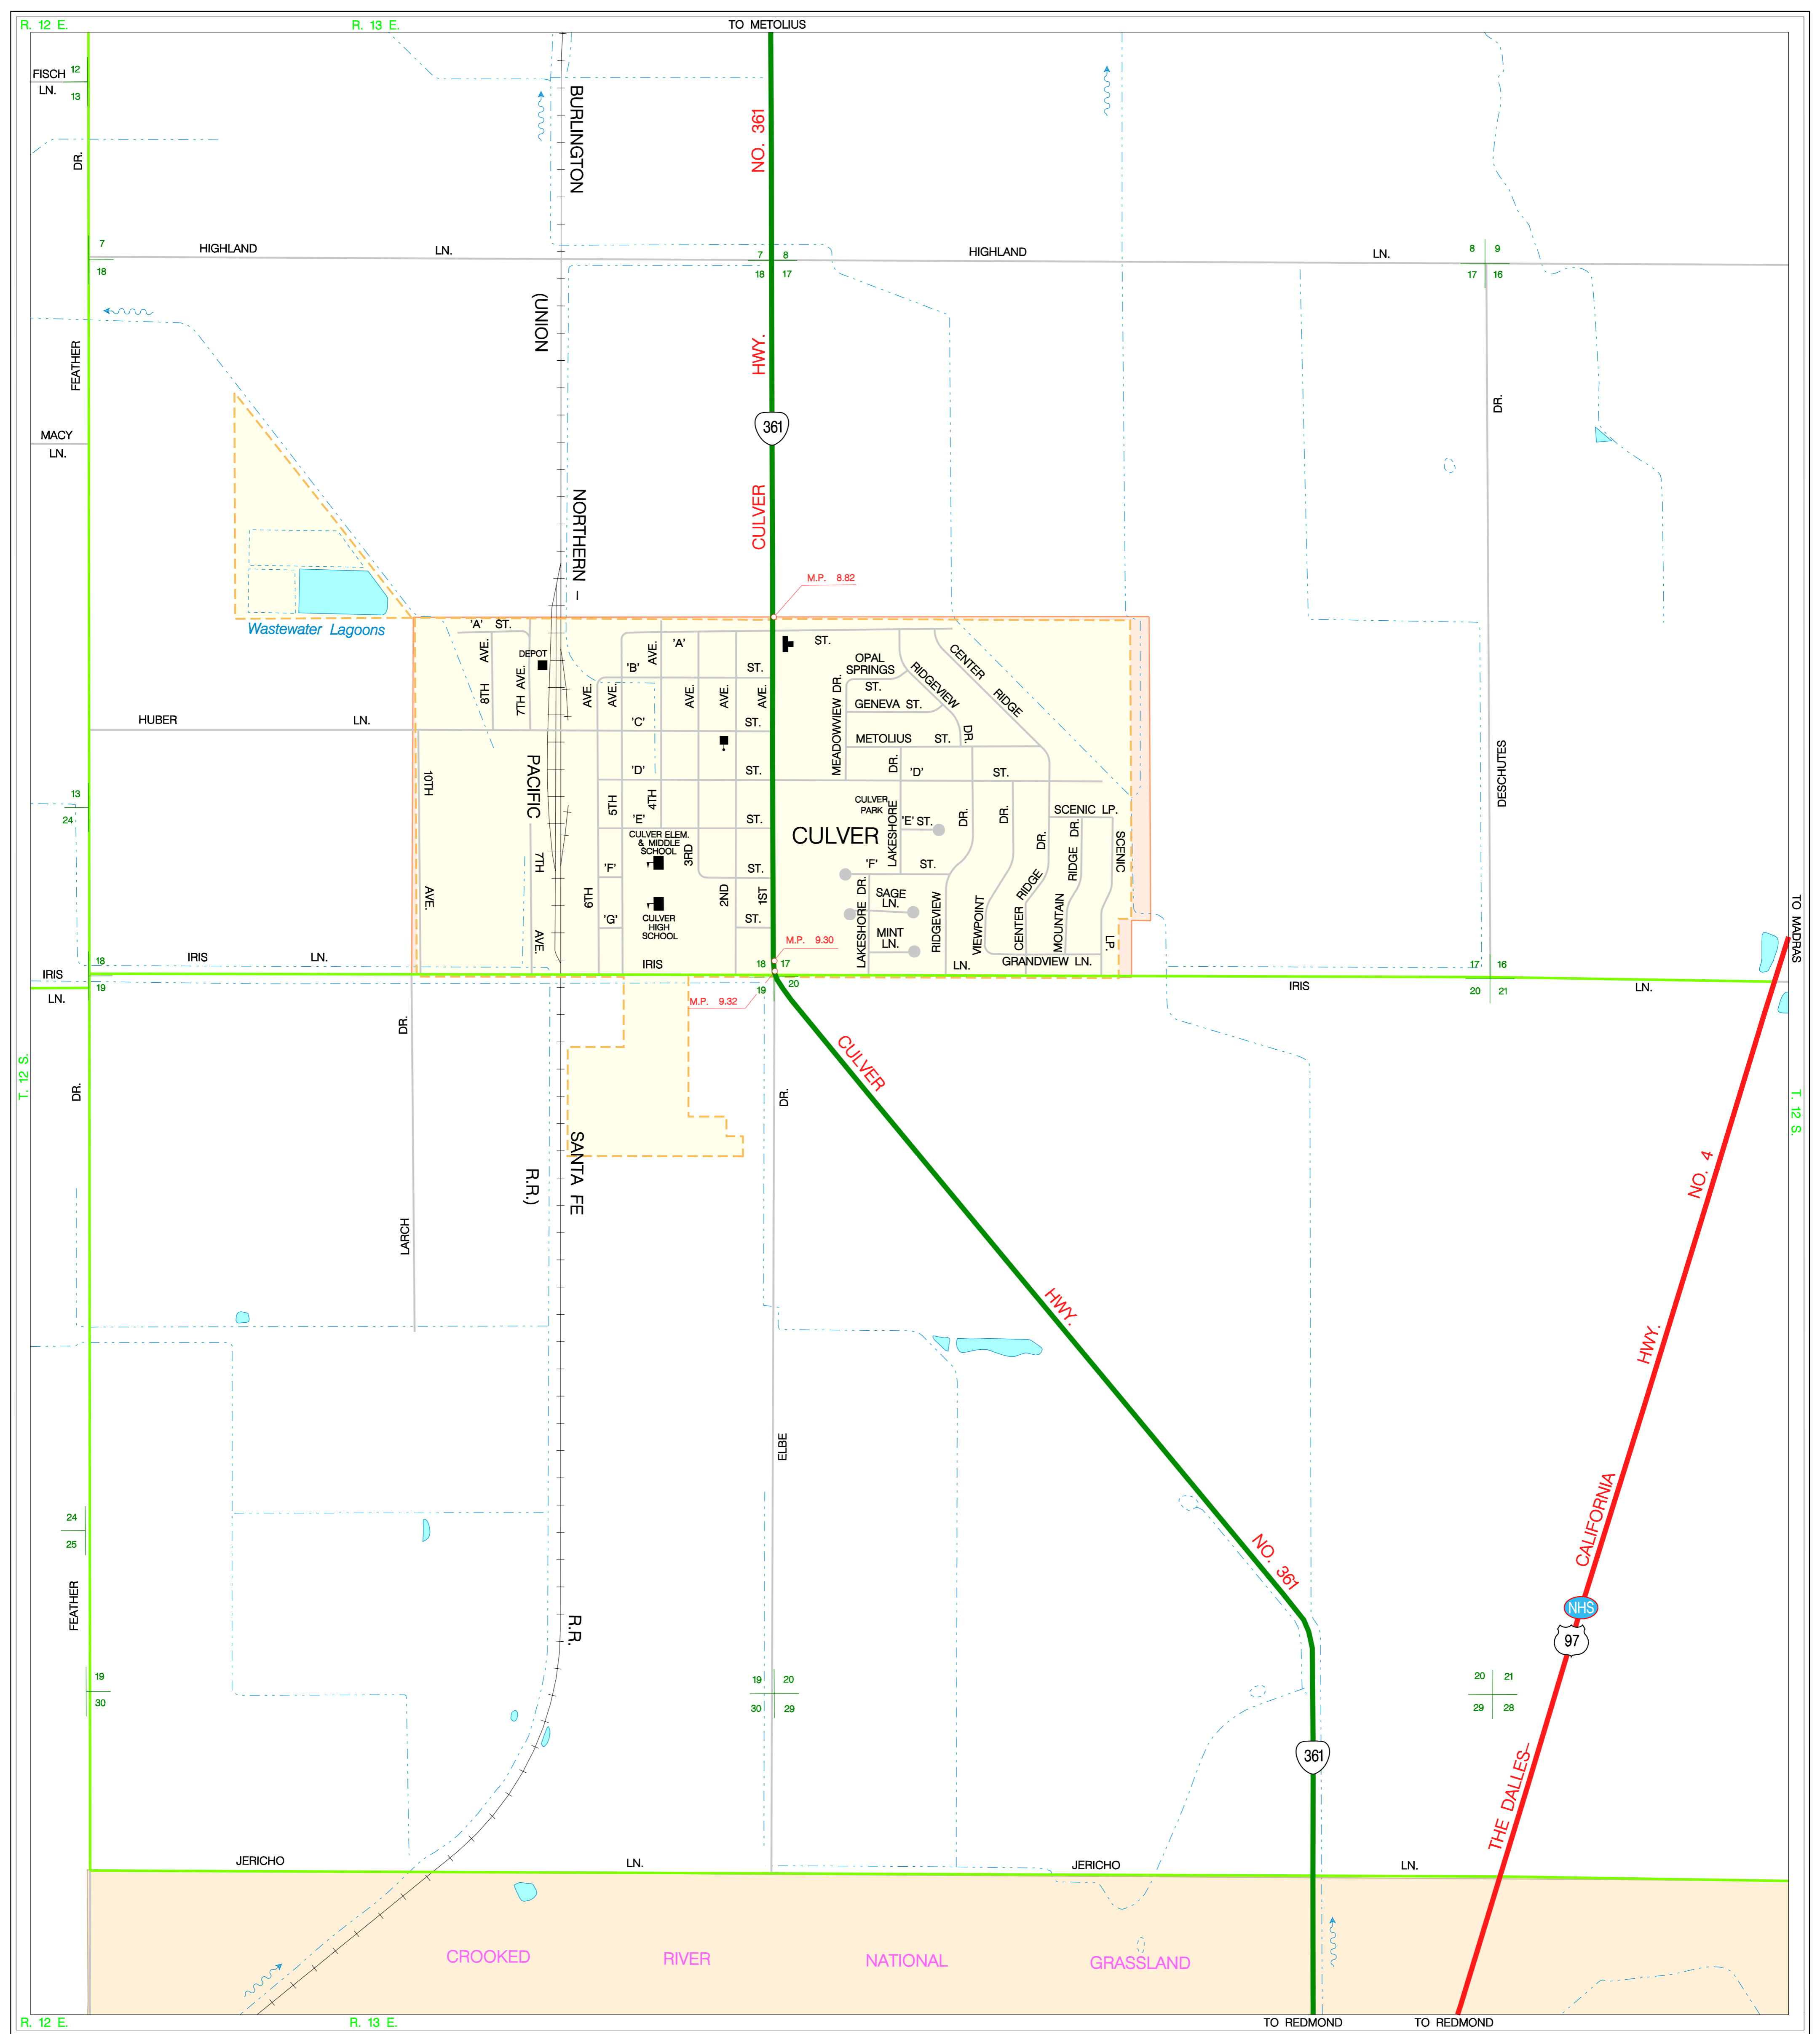 R. 12 E.
R. 13 E.
TO METOLIUS
FISCH
LN.
12
13
DR.
BURLINGTON
NO. 361
7
18
HIGHLAND
LN.
7 8
18 17
HIGHLAND
LN.
8 9
17 16
(UNION
FEATHER
HWY.
361
DR.
MACY
LN.
NORTHERN –
CULVER
M.P. 8.82
Wastewater Lagoons
'A' ST.
8TH AVE.
7TH AVE.
DEPOT
'A'
ST.
'B'
ST.
AVE.
AVE.
AVE.
AVE.
AVE.
AVE.
OPAL
SPRINGS
ST.
GENEVA ST.
MEADOWVIEW DR.
RIDGEVIEW
DR.
CENTER RIDGE
HUBER
LN.
'C'
ST.
METOLIUS ST.
DR.
DESCHUTES
10TH
AVE.
PACIFIC
'D'
ST.
'D'
ST.
13
24
5TH
4TH
'E'
ST.
CULVER
PARK
CULVER
LAKESHORE
'E' ST.
DR.
DR.
DR.
SCENIC LP.
SCENIC
LP.
RIDGE DR.
CULVER ELEM.
& MIDDLE
SCHOOL
3RD
7TH
AVE.
6TH
'F'
ST.
'F'
ST.
2ND
1ST
LAKESHORE DR.
SAGE
LN.
MINT
LN.
RIDGEVIEW
VIEWPOINT
CENTER
RIDGE
MOUNTAIN
'G'
ST.
CULVER
HIGH
SCHOOL
M.P. 9.30
GRANDVIEW LN.
TO MADRAS
IRIS
LN.
18
19
IRIS
LN.
IRIS
18 17
19 20
LN.
17 16
20 21
IRIS
LN.
M.P. 9.32
T. 12 S.
DR.
DR.
DR.
CULVER
T. 12 S.
SANTA FE
R.R.)
NO. 4
LARCH
HWY.
HWY.
ELBE
CALIFORNIA
24
25
NO. 361
FEATHER
R.R.
NHS
97
19
30
19 20
30 29
20 21
29 28
361
THE DALLES–
JERICHO
LN.
JERICHO
LN.
CROOKED RIVER NATIONAL GRASSLAND
R. 12 E.
R. 13 E.
TO REDMOND
TO REDMOND